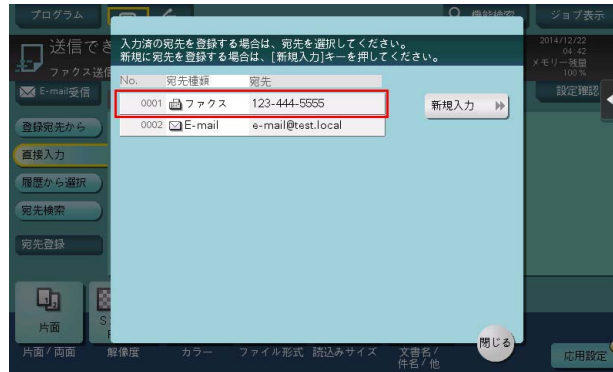 プログラム
機能検索
ジョブ表示
送信でき
ファクス送信
2014/12/22
04:42
メモリー残量
100 %
E-mail受信
設定確認
入力済の宛先を登録する場合は、宛先を選択してください。
新規に宛先を登録する場合は、[新規入力]キーを押してください。
No. 宛先種類 宛先
0001 ファクス 123-444-5555
0002 E-mail e-mail@test.local
新規入力
登録宛先から
直接入力
履歴から選択
宛先検索
宛先登録
片面
閉じる
片面/両面 解像度 カラー ファイル形式 読込みサイズ 文書名/
件名/他
応用設定